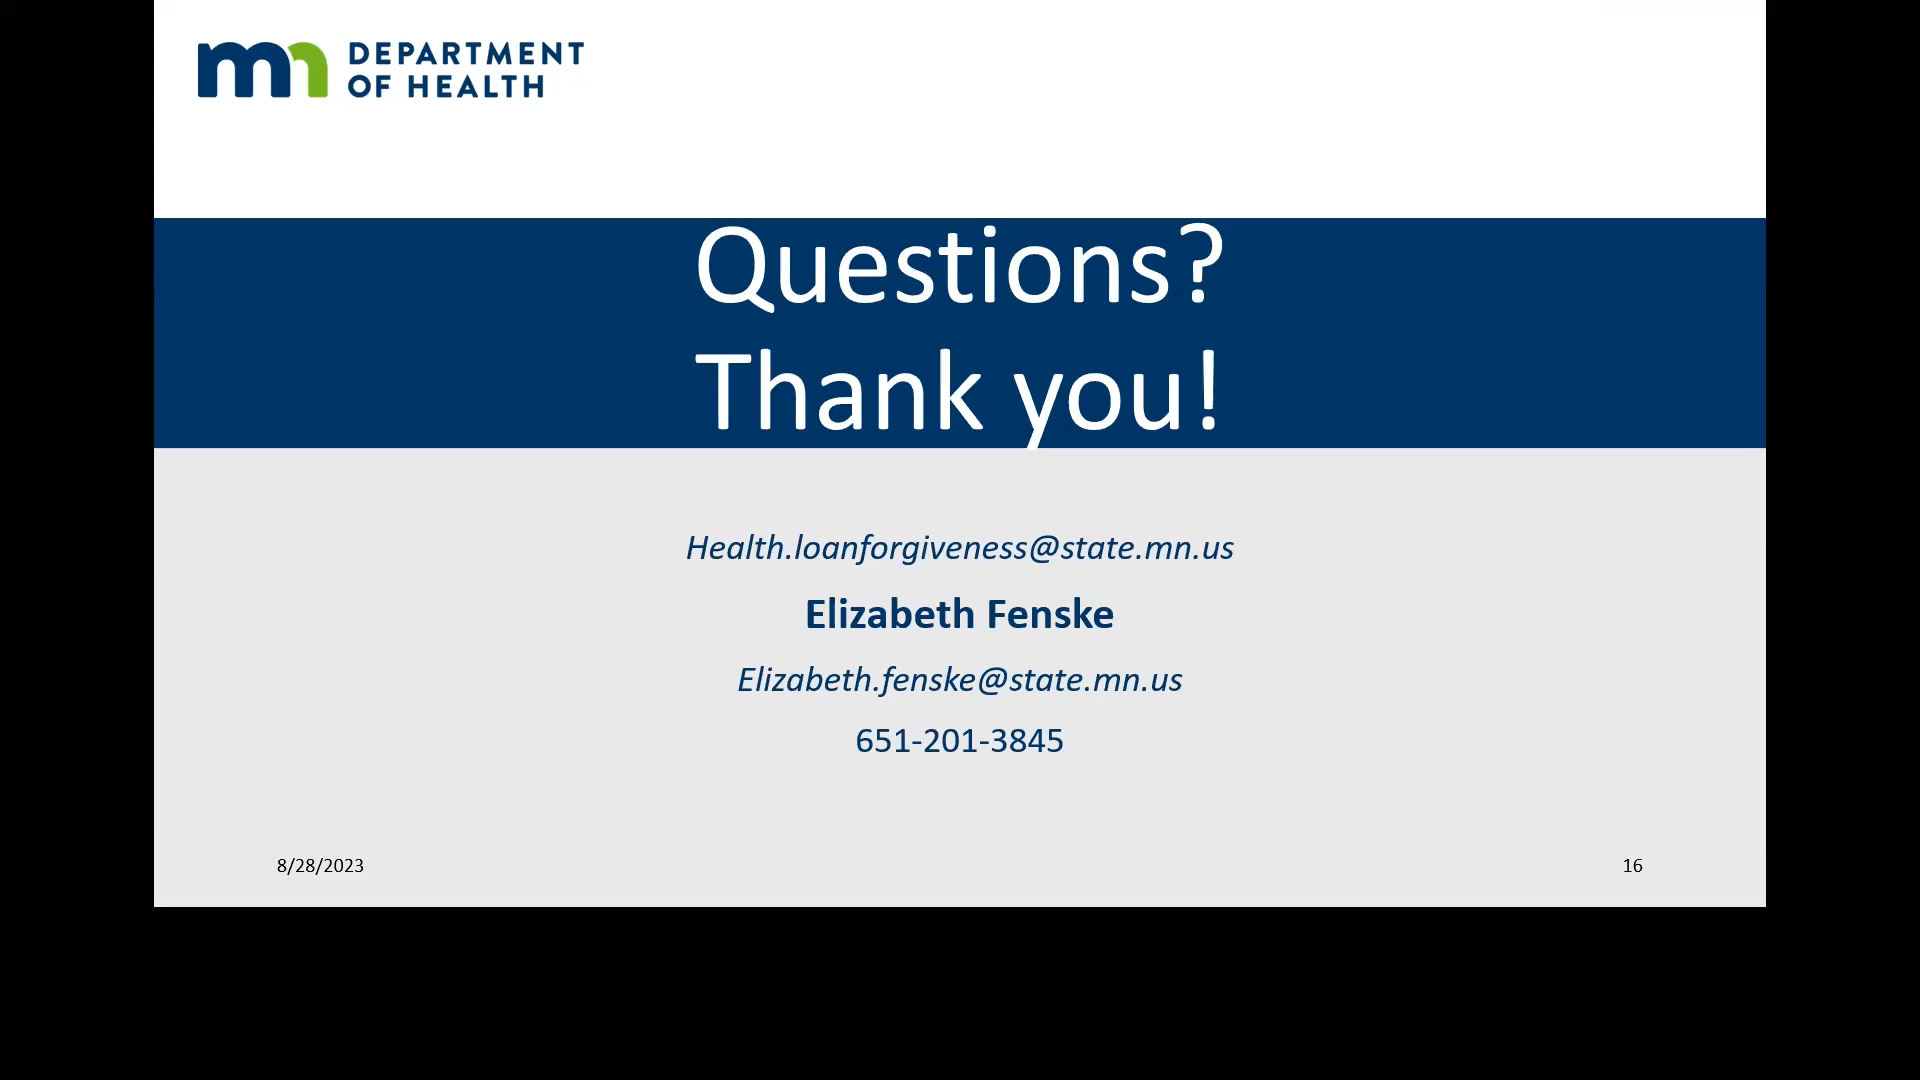 mn DEPARTMENT
OF HEALTH
Questions?
Thank you!
Health.loanforgiveness@state.mn.us
Elizabeth Fenske
Elizabeth.fenske@state.mn.us
651-201-3845
8/28/2023
16